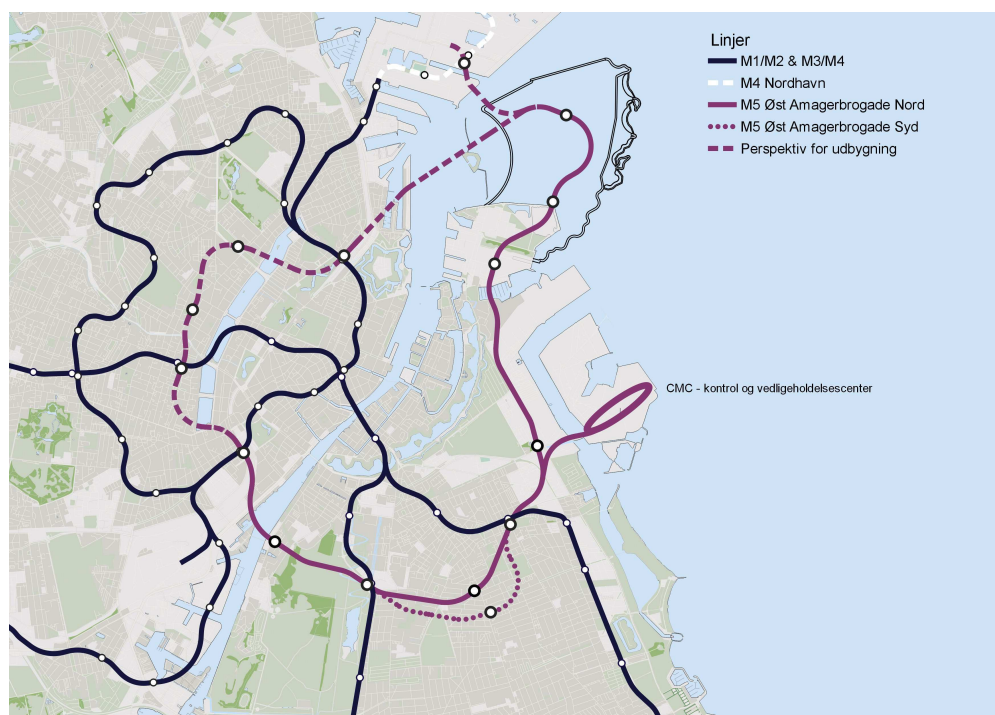 Linjer
M1/M2 & M3/M4
M4 Nordhavn
M5 Øst Amagerbrogade Nord
M5 Øst Amagerbrogade Syd
Perspektiv for udbygning
CMC - kontrol og vedligeholdelsescenter